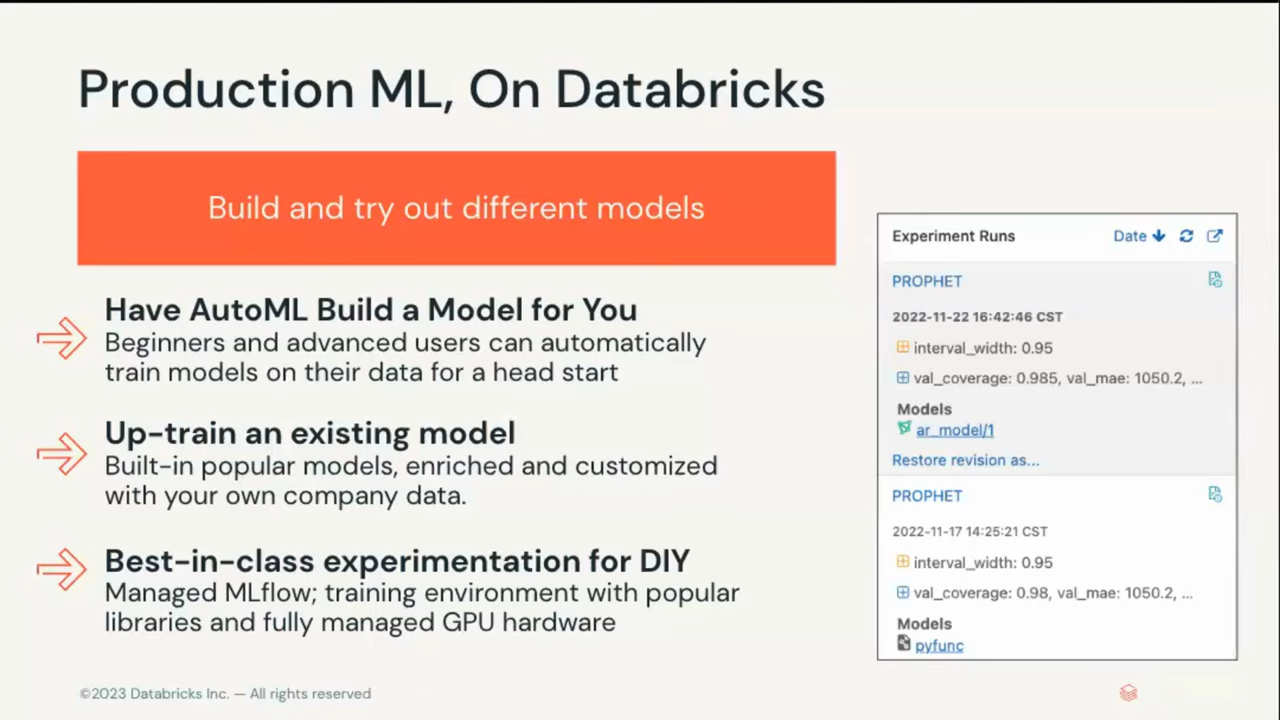 Production ML, On Databricks
Build and try out different models
Have AutoML Build a Model for You
Beginners and advanced users can automatically
train models on their data for a head start
Up-train an existing model
Built-in popular models, enriched and customized
with your own company data.
Best-in-class experimentation for DIY
Managed MLflow; training environment with popular
libraries and fully managed GPU hardware
Experiment Runs
Date
PROPHET
2022-11-22 16:42:46 CST
interval_width: 0.95
val_coverage: 0.985, val_mae: 1050.2, ...
Models
ar_model/1
Restore revision as...
PROPHET
2022-11-17 14:25:21 CST
interval_width: 0.95
val_coverage: 0.98, val_mae: 1050.2, ...
Models
pyfunc
©2023 Databricks Inc. — All rights reserved